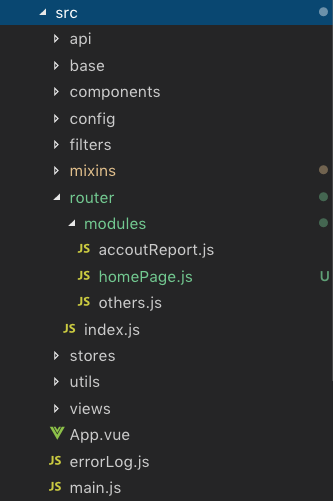 src
api
base
components
config
filters
mixins
router
modules
JS accoutReport.js
JS homePage.js U
JS others.js
JS index.js
stores
utils
views
App.vue
JS errorLog.js
JS main.js